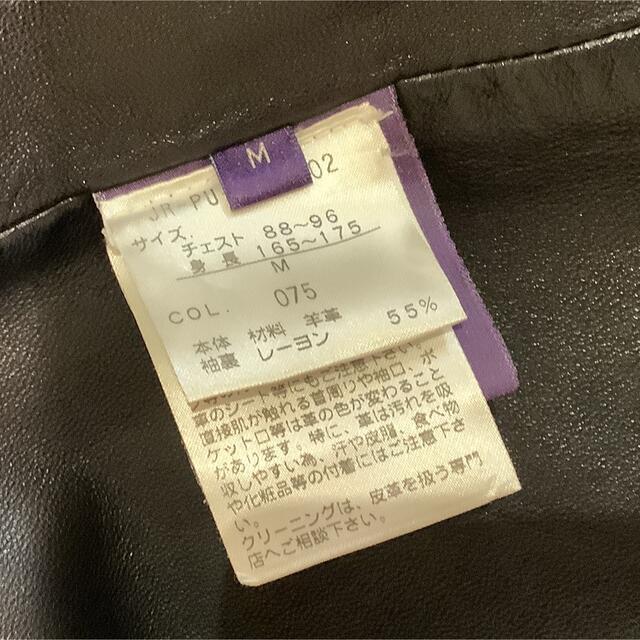 M
JR PU 02
サイズ.
チェスト 88~96
身長 165~175
M
COL. 075
本体 材料 羊革
袖裏 レーヨン 55%
革のシート等にもご注意下さい。
直接肌が触れる首周りや袖口、ポ
ケット口等は革の色が変わること
があります。特に、革は汚れを吸
収しやすい為、汗や皮脂、食べ物
や化粧品等の付着にはご注意下さ
い。
クリーニングは、皮革を扱う専門
店へご相談下さい。